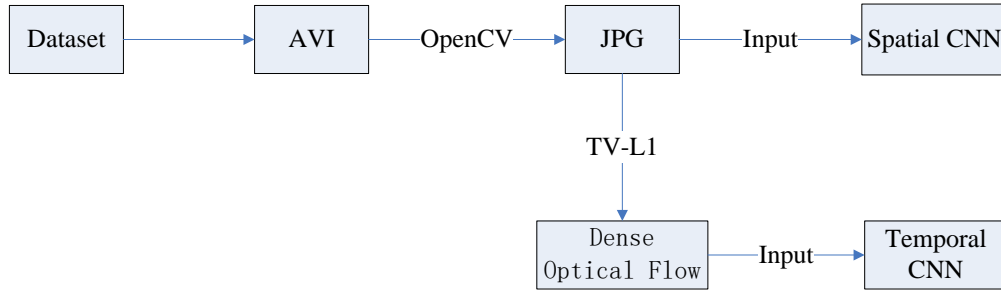 Dataset
AVI
OpenCV
JPG
Input
Spatial CNN
TV-L1
Dense
Optical Flow
Input
Temporal
CNN